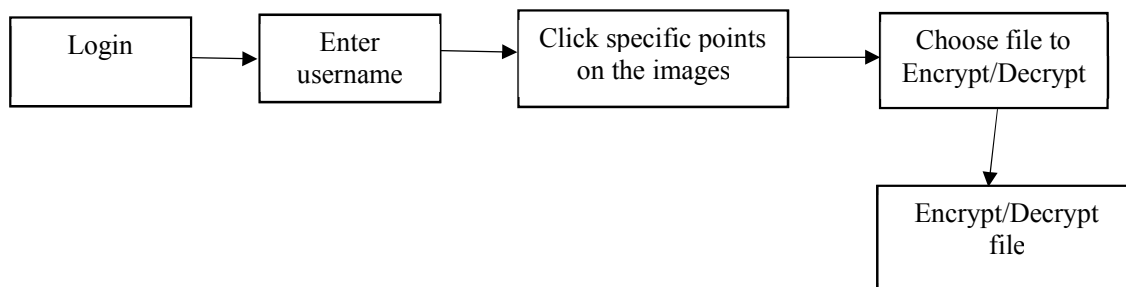 Login
Enter
username
Click specific points
on the images
Choose file to
Encrypt/Decrypt
Encrypt/Decrypt
file